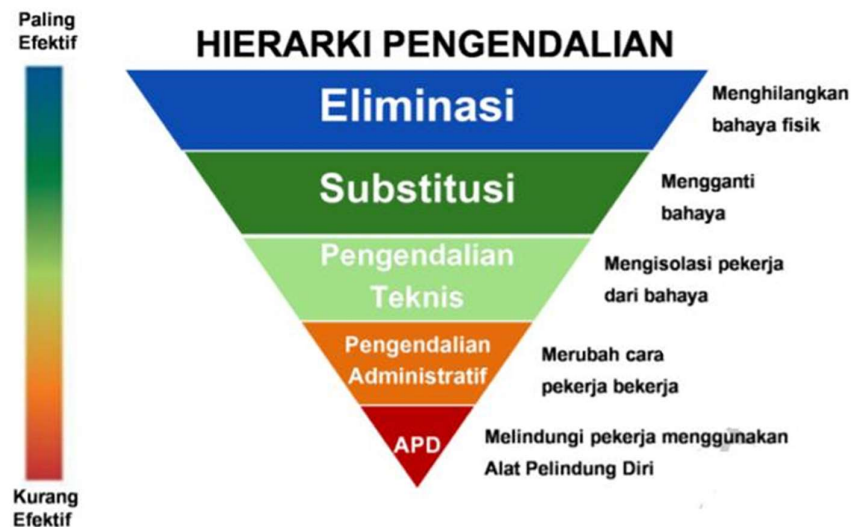 Paling
Efektif
HIERARKI PENGENDALIAN
Eliminasi
Menghilangkan
bahaya fisik
Substitusi
Mengganti
bahaya
Pengendalian
Teknis
Mengisolasi pekerja
dari bahaya
Pengendalian
Administratif
Merubah cara
pekerja bekerja
APD
Melindungi pekerja menggunakan
Alat Pelindung Diri
Kurang
Efektif